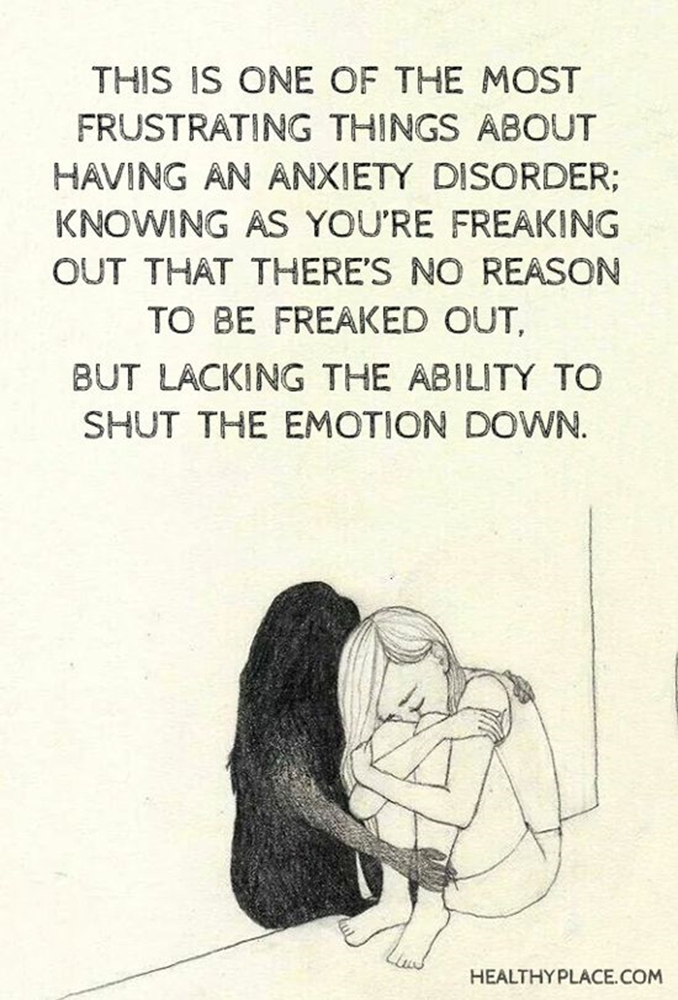 THIS IS ONE OF THE MOST
FRUSTRATING THINGS ABOUT
HAVING AN ANXIETY DISORDER;
KNOWING AS YOU'RE FREAKING
OUT THAT THERE'S NO REASON
TO BE FREAKED OUT,
BUT LACKING THE ABILITY TO
SHUT THE EMOTION DOWN.
HEALTHYPLACE.COM